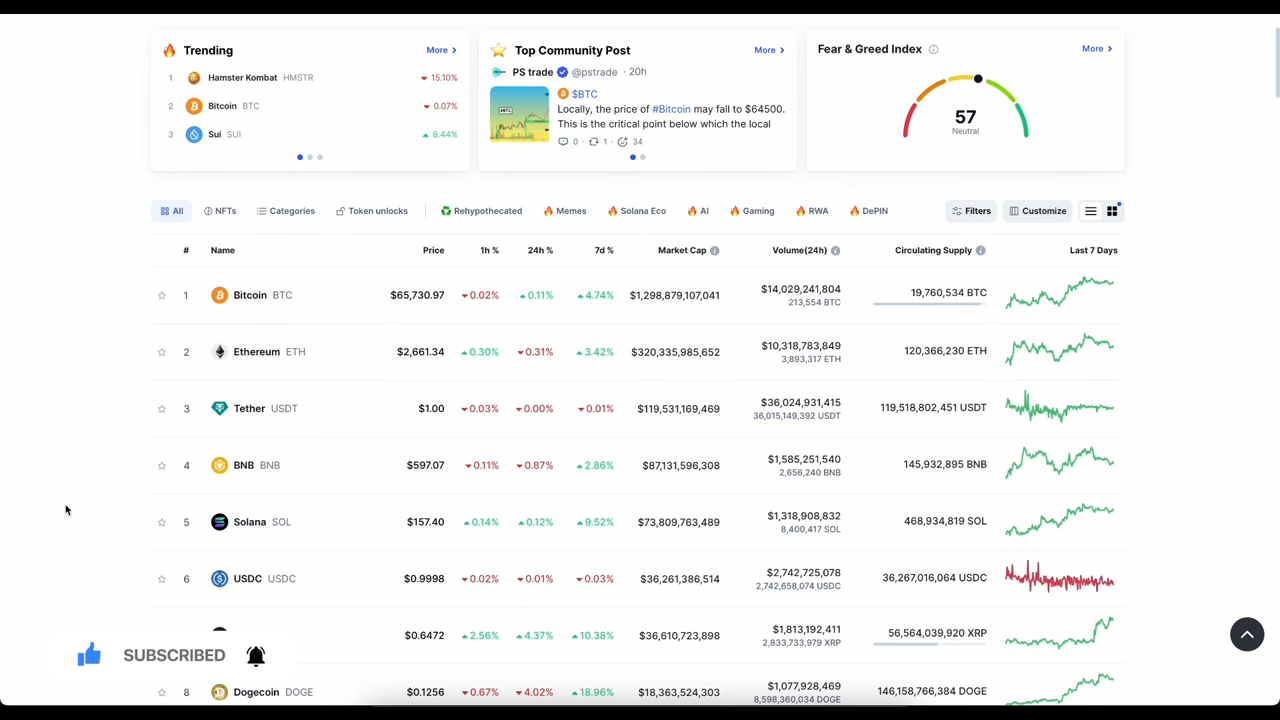 Trending
More >
1 Hamster Kombat HMSTR 15.10%
2 Bitcoin BTC 0.07%
3 Sui SUI 8.44%
Top Community Post
More >
PS trade @pstrade · 20h
$BTC
Locally, the price of #Bitcoin may fall to $64500.
This is the critical point below which the local
0 · 1 · 34
#BTC
Fear & Greed Index
More >
57
Neutral
All NFTs Categories Token unlocks Rehypothecated Memes Solana Eco AI Gaming RWA DePIN Filters Customize
# Name Price 1h % 24h % 7d % Market Cap Volume(24h) Circulating Supply Last 7 Days
1 Bitcoin BTC $65,730.97 0.02% 0.11% 4.74% $1,298,879,107,041 $14,029,241,804 19,760,534 BTC
213,554 BTC
2 Ethereum ETH $2,661.34 0.30% 0.31% 3.42% $320,335,985,652 $10,318,783,849 120,366,230 ETH
3,893,317 ETH
3 Tether USDT $1.00 0.03% 0.00% 0.01% $119,531,169,469 $36,024,931,415 119,518,802,451 USDT
36,015,149,392 USDT
4 BNB BNB $597.07 0.11% 0.87% 2.86% $87,131,596,308 $1,585,251,540 145,932,895 BNB
2,656,240 BNB
5 Solana SOL $157.40 0.14% 0.12% 9.52% $73,809,763,489 $1,318,908,832 468,934,819 SOL
8,400,417 SOL
6 USDC USDC $0.9998 0.02% 0.01% 0.03% $36,261,386,514 $2,742,725,078 36,267,016,064 USDC
2,742,658,074 USDC
$0.6472 2.56% 4.37% 10.38% $36,610,723,898 $1,813,192,411 56,564,039,920 XRP
2,833,733,979 XRP
SUBSCRIBED
8 Dogecoin DOGE $0.1256 0.67% 4.02% 18.96% $18,363,524,303 $1,077,928,469 146,158,766,384 DOGE
8,598,360,034 DOGE